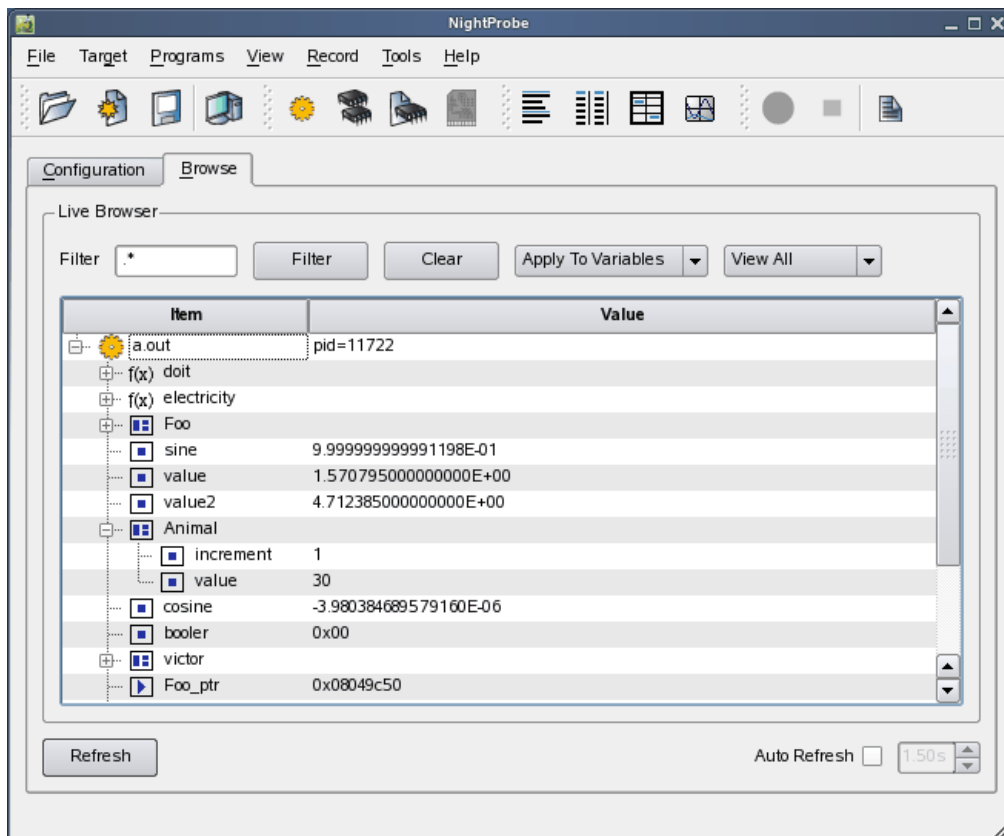 NightProbe
File Target Programs View Record Tools Help
Configuration Browse
Live Browser
Filter .* Filter Clear Apply To Variables View All
Item Value
a.out pid=11722
f(x) doit
f(x) electricity
Foo
sine 9.999999999991198E-01
value 1.570795000000000E+00
value2 4.712385000000000E+00
Animal
increment 1
value 30
cosine -3.980384689579160E-06
booler 0x00
victor
Foo_ptr 0x08049c50
Refresh Auto Refresh 1.50s